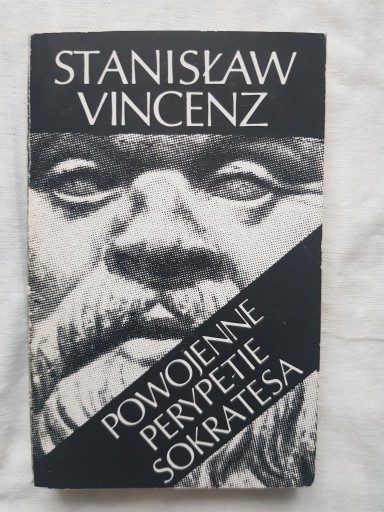 STANISŁAW
VINCENZ
POWOJENNE
PERYPETIE
SOKRATESA